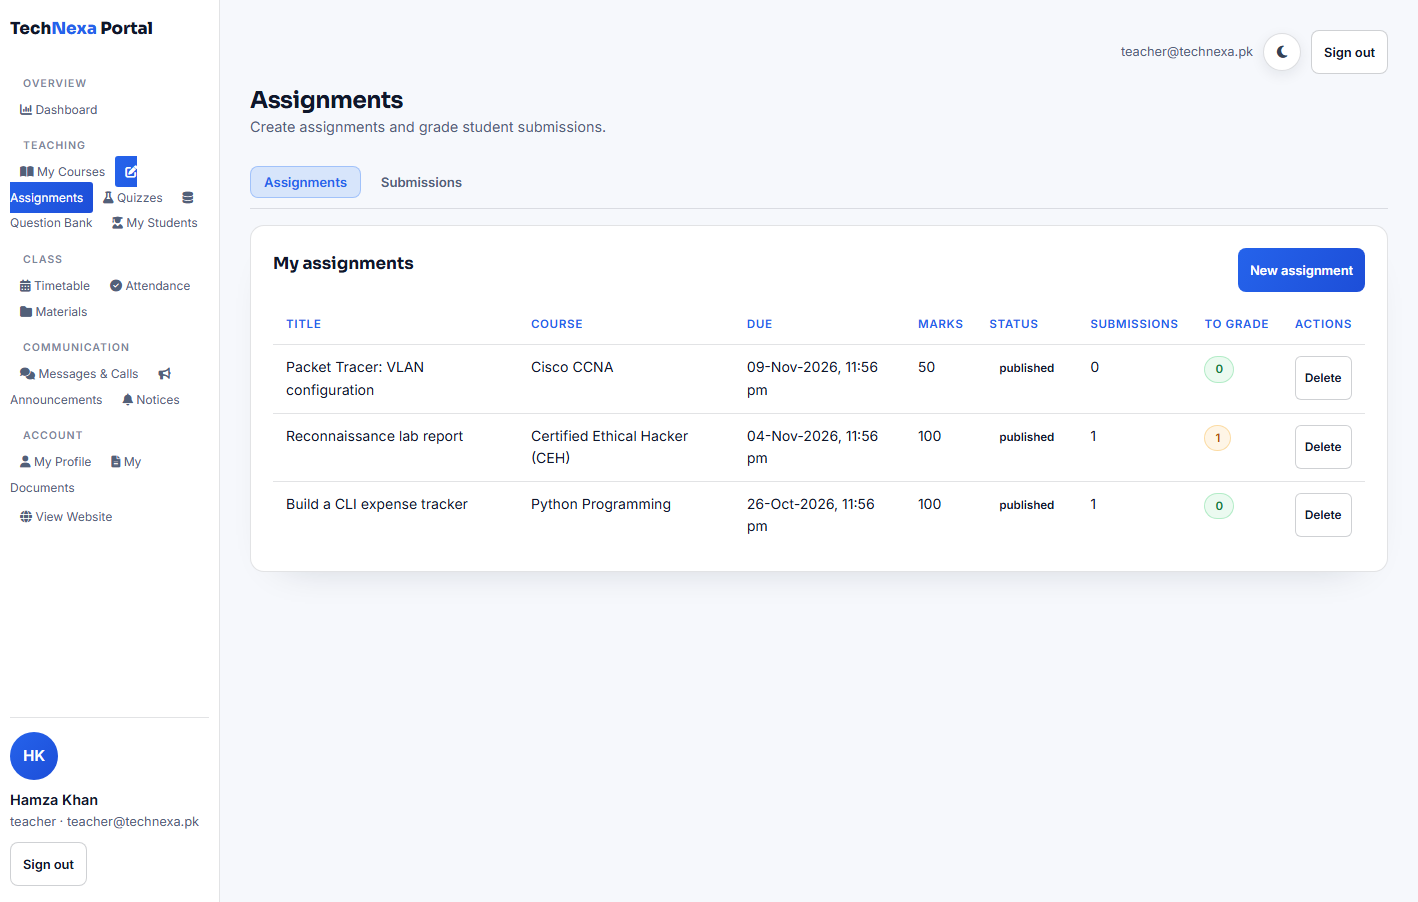 TechNexa Portal
OVERVIEW
Dashboard
TEACHING
My Courses
Assignments Quizzes
Question Bank My Students
CLASS
Timetable Attendance
Materials
COMMUNICATION
Messages & Calls
Announcements Notices
ACCOUNT
My Profile My
Documents
View Website
HK
Hamza Khan
teacher · teacher@technexa.pk
Sign out
teacher@technexa.pk Sign out
Assignments
Create assignments and grade student submissions.
Assignments Submissions
My assignments New assignment
TITLE COURSE DUE MARKS STATUS SUBMISSIONS TO GRADE ACTIONS
Packet Tracer: VLAN Cisco CCNA 09-Nov-2026, 11:56 50 published 0 0 Delete
configuration pm
Reconnaissance lab report Certified Ethical Hacker 04-Nov-2026, 11:56 100 published 1 1 Delete
(CEH) pm
Build a CLI expense tracker Python Programming 26-Oct-2026, 11:56 100 published 1 0 Delete
pm